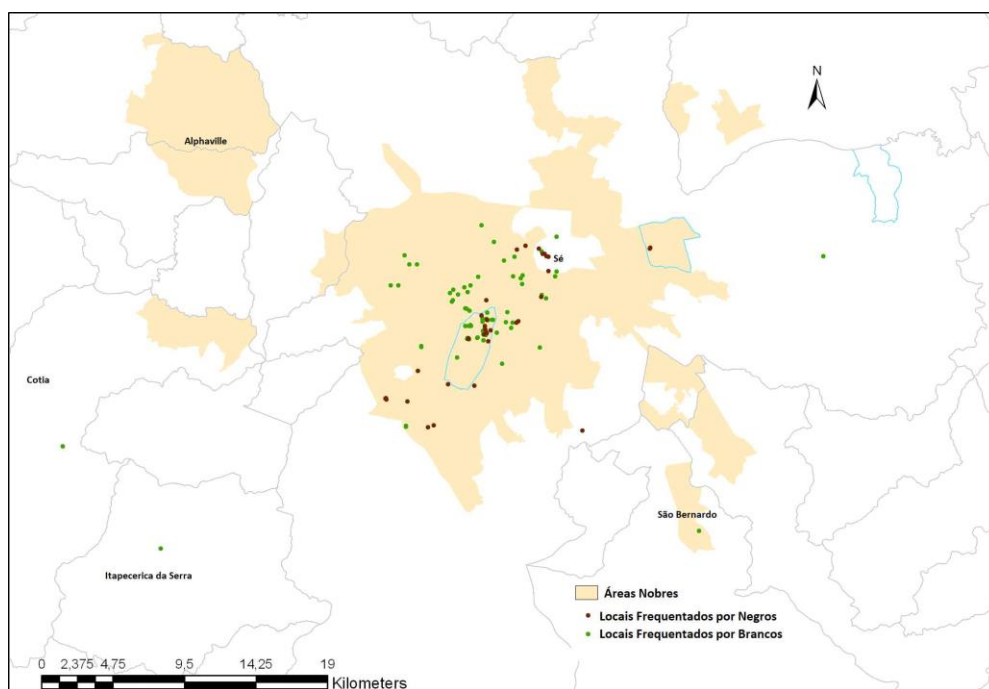 N
Alphaville
Sé
Cotia
São Bernardo
Itapecerica da Serra
Áreas Nobres
Locais Frequentados por Negros
Locais Frequentados por Brancos
0 2,375 4,75 9,5 14,25 19
Kilometers